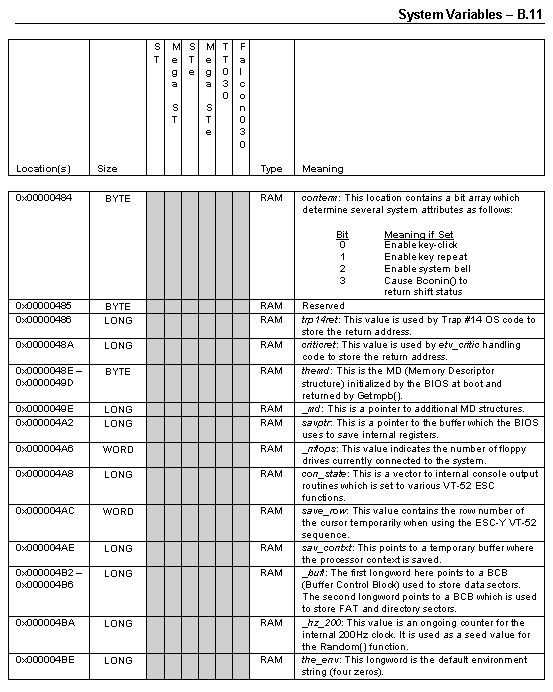 System Variables – B.11
ST
Mega ST
STe
Mega STe
TT030
Falcon030
Location(s) Size Type Meaning
0x00000484 BYTE RAM conterm: This location contains a bit array which
determine several system attributes as follows:
Bit Meaning if Set
0 Enable key-click
1 Enable key repeat
2 Enable system bell
3 Cause Bconin() to
return shift status
0x00000485 BYTE RAM Reserved
0x00000486 LONG RAM trp14ret: This value is used by Trap #14 OS code to
store the return address.
0x0000048A LONG RAM criticret: This value is used by etv_critic handling
code to store the return address.
0x0000048E – BYTE RAM themd: This is the MD (Memory Descriptor
0x0000049D structure) initialized by the BIOS at boot and
returned by Getmpb().
0x0000049E LONG RAM _md: This is a pointer to additional MD structures.
0x000004A2 LONG RAM savptr: This is a pointer to the buffer which the BIOS
uses to save internal registers.
0x000004A6 WORD RAM _nflops: This value indicates the number of floppy
drives currently connected to the system.
0x000004A8 LONG RAM con_state: This is a vector to internal console output
routines which is set to various VT-52 ESC
functions.
0x000004AC WORD RAM save_row: This value contains the row number of
the cursor temporarily when using the ESC-Y VT-52
sequence.
0x000004AE LONG RAM sav_contxt: This points to a temporary buffer where
the processor context is saved.
0x000004B2 – LONG RAM _bufl: The first longword here points to a BCB
0x000004B6 (Buffer Control Block) used to store data sectors.
The second longword points to a BCB which is used
to store FAT and directory sectors.
0x000004BA LONG RAM _hz_200: This value is an ongoing counter for the
internal 200Hz clock. It is used as a seed value for
the Random() function.
0x000004BE LONG RAM the_env: This longword is the default environment
string (four zeros).